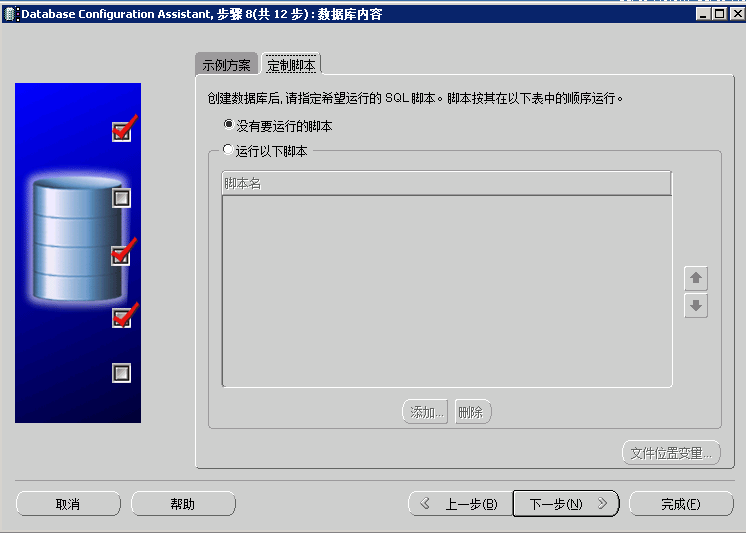 Database Configuration Assistant, 步骤 8(共 12 步) : 数据库内容
示例方案 定制脚本
创建数据库后, 请指定希望运行的 SQL 脚本。脚本按其在以下表中的顺序运行。
没有要运行的脚本
运行以下脚本
脚本名
添加... 删除
文件位置变量...
取消 帮助 上一步(B) 下一步(N) 完成(F)